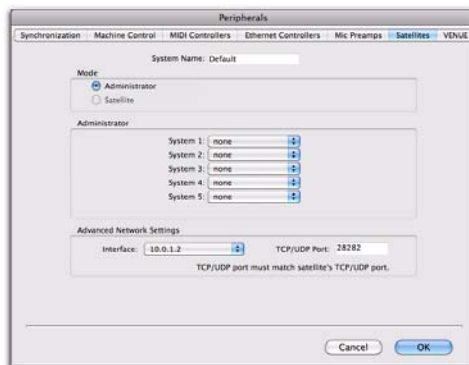 Peripherals
Synchronization Machine Control MIDI Controllers Ethernet Controllers Mic Preamps Satellites VENUE
System Name: Default
Mode
Administrator
Satellite
Administrator
System 1: none
System 2: none
System 3: none
System 4: none
System 5: none
Advanced Network Settings
Interface: 10.0.1.2 TCP/UDP Port: 28282
TCP/UDP port must match satellite's TCP/UDP port.
Cancel OK